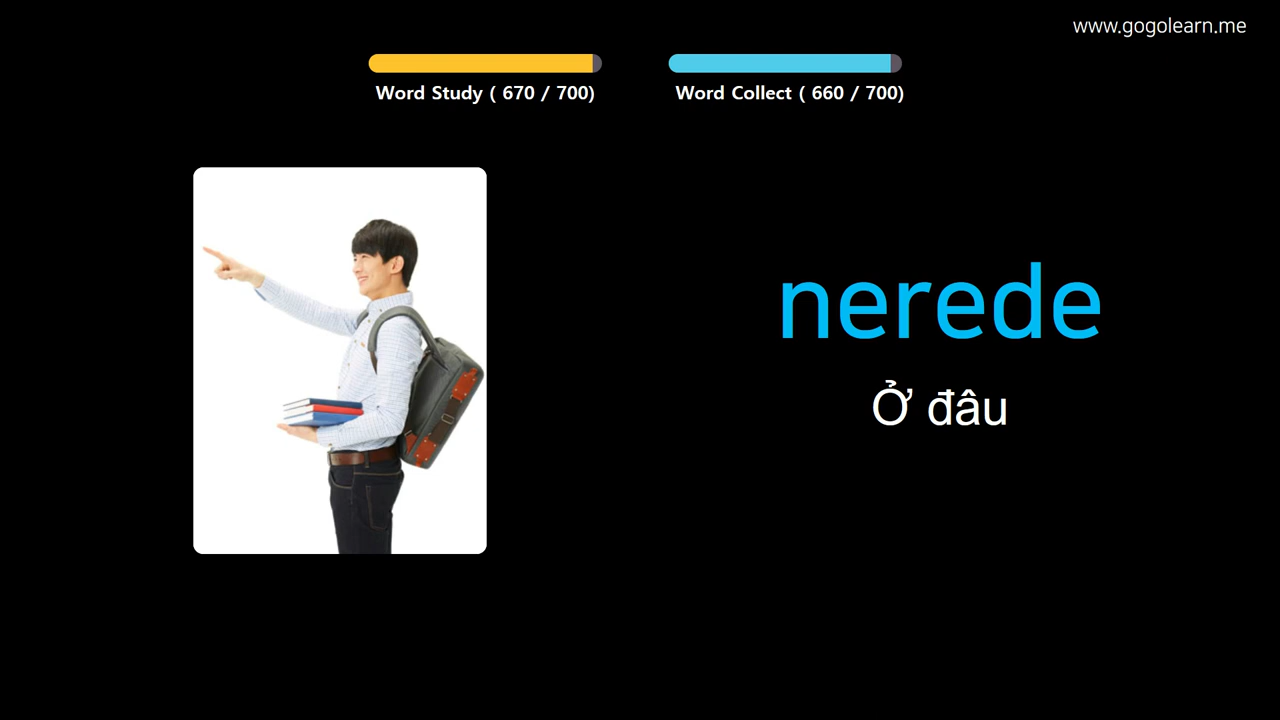 www.gogolearn.me
Word Study ( 670 / 700)
Word Collect ( 660 / 700)
nerede
Ở đâu